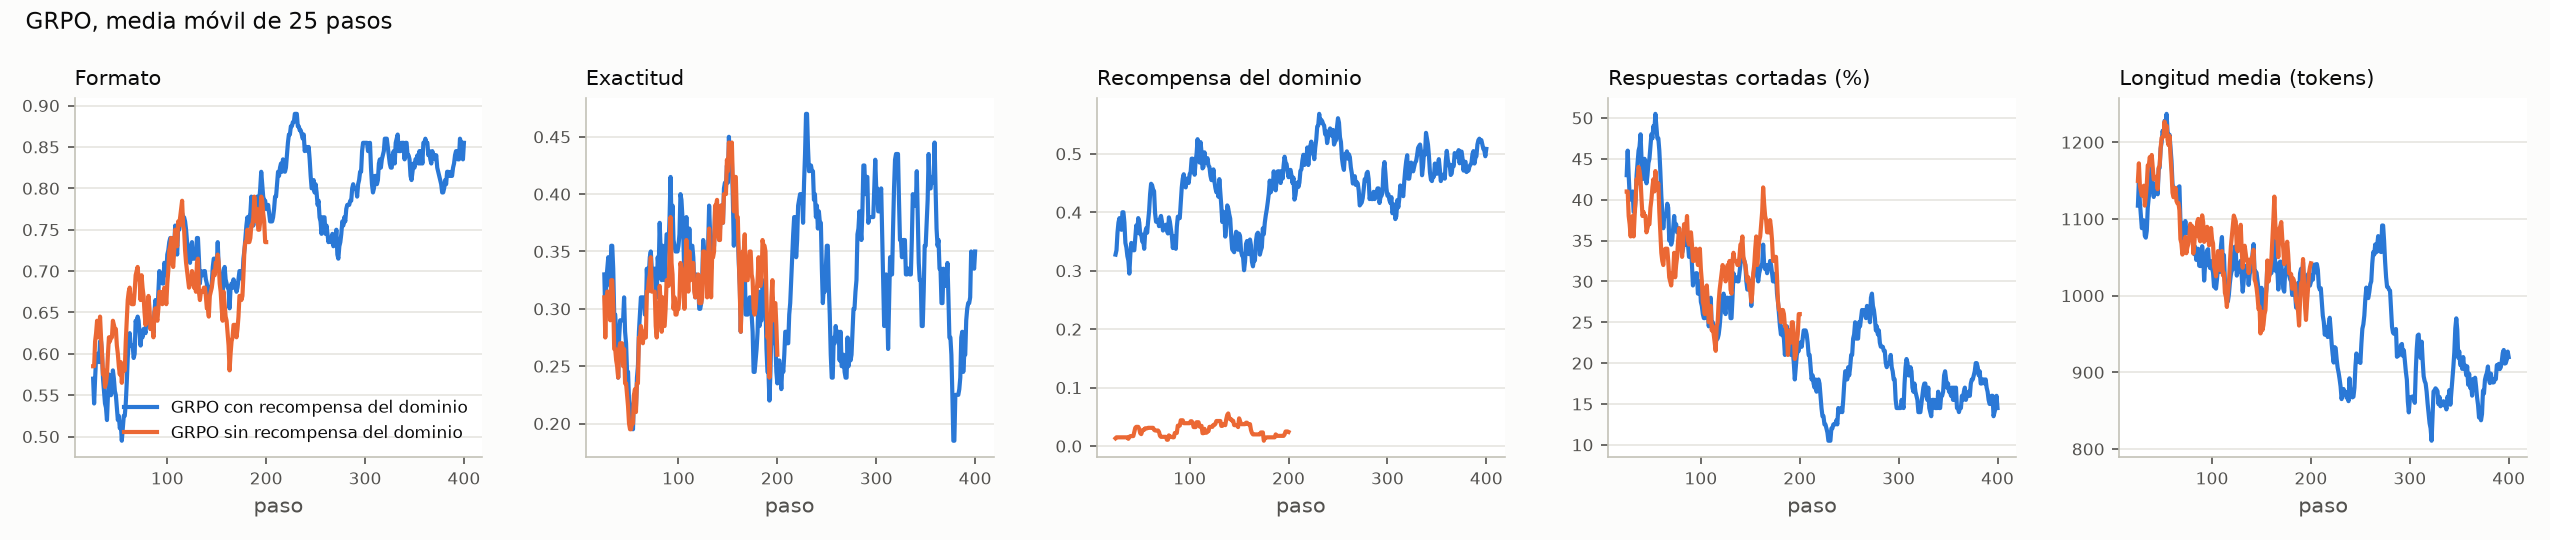 GRPO, media móvil de 25 pasos
Formato
0.90
0.85
0.80
0.75
0.70
0.65
0.60
0.55
0.50
GRPO con recompensa del dominio
GRPO sin recompensa del dominio
100 200 300 400
paso
Exactitud
0.45
0.40
0.35
0.30
0.25
0.20
100 200 300 400
paso
Recompensa del dominio
0.5
0.4
0.3
0.2
0.1
0.0
100 200 300 400
paso
Respuestas cortadas (%)
50
45
40
35
30
25
20
15
10
100 200 300 400
paso
Longitud media (tokens)
1200
1100
1000
900
800
100 200 300 400
paso